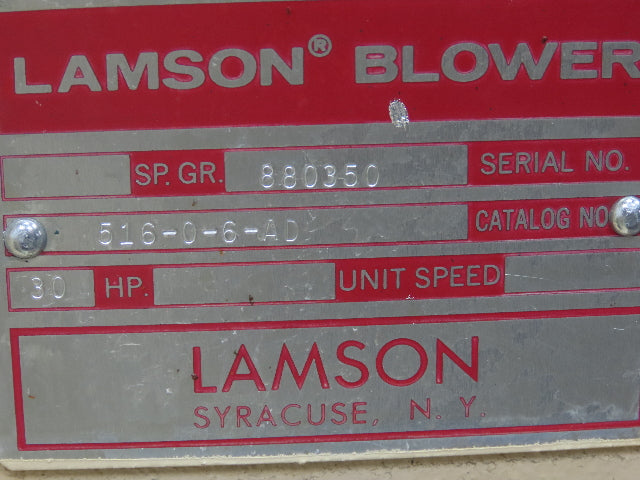 LAMSON® BLOWER
SP. GR. 880350 SERIAL NO.
516-0-6-AD CATALOG NO
30 HP. UNIT SPEED
LAMSON
SYRACUSE, N. Y.